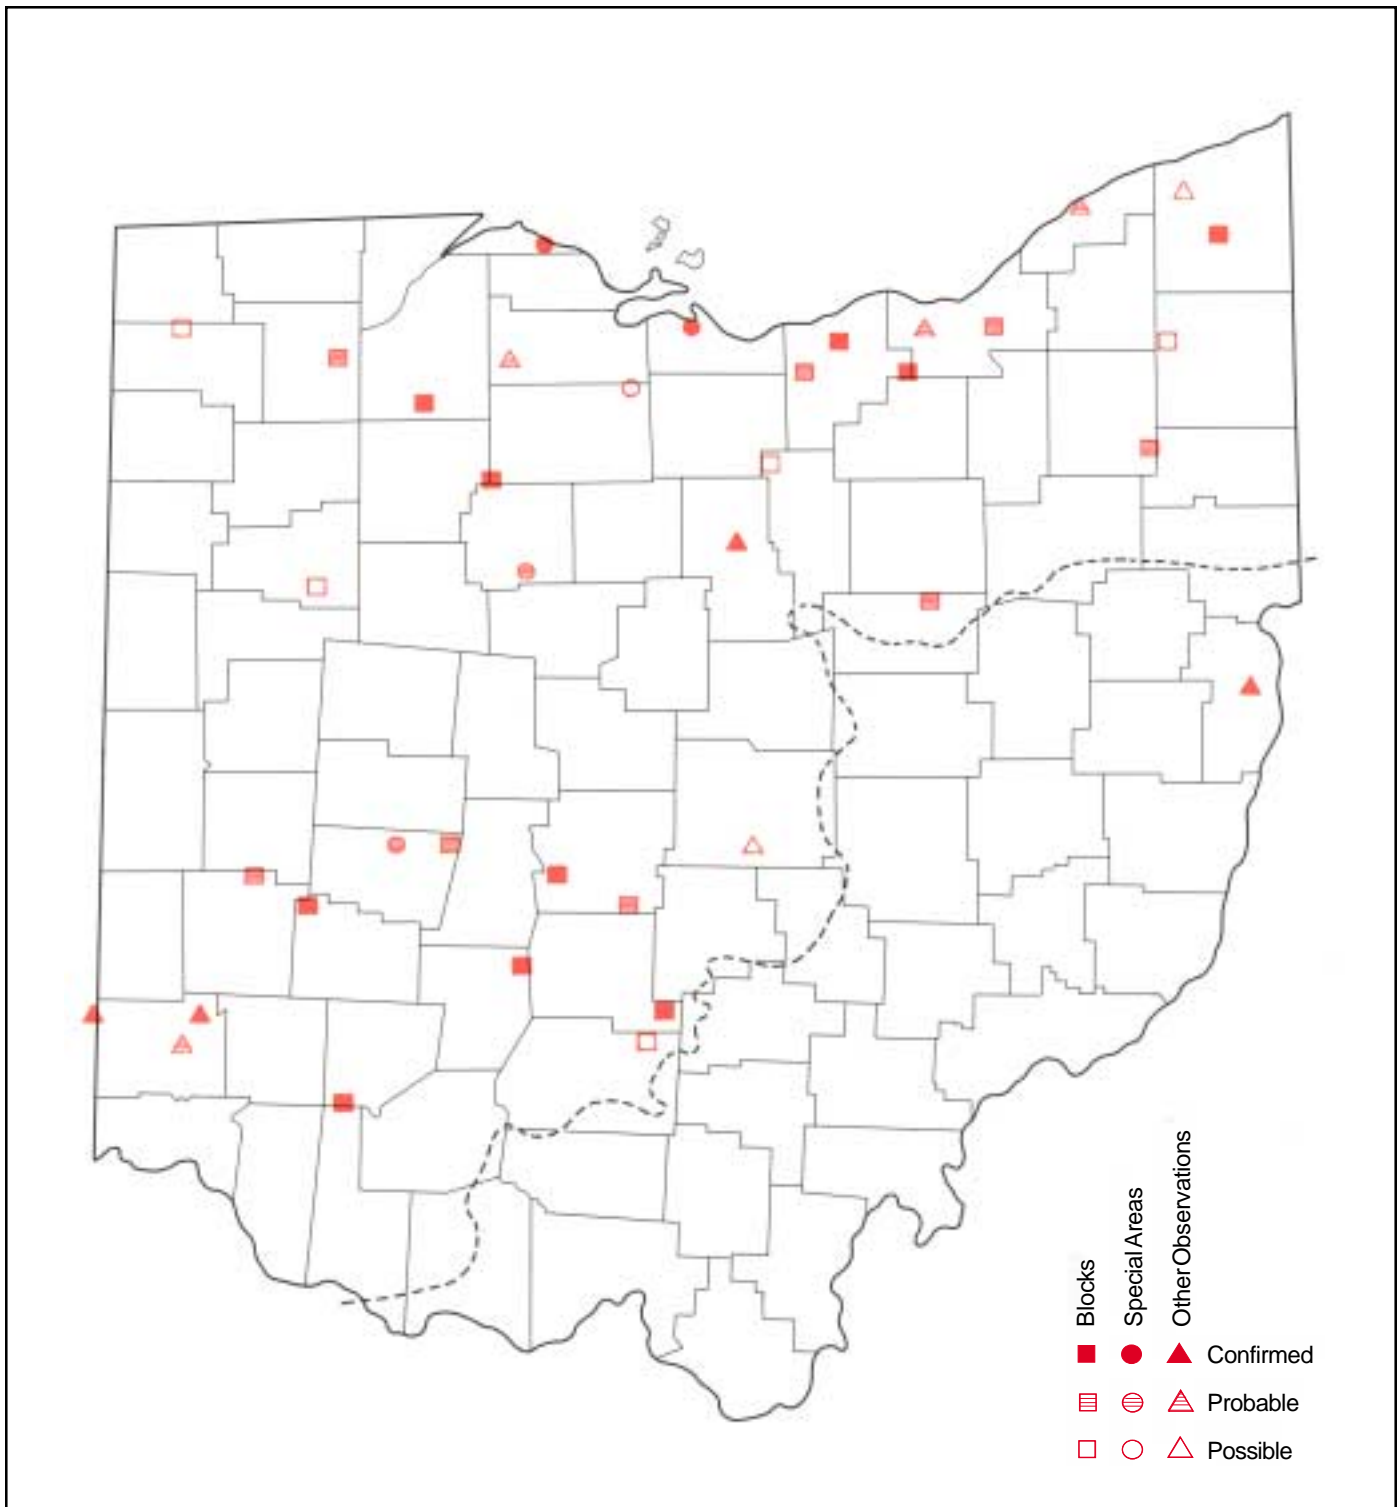 Blocks
Special Areas
Other Observations
Confirmed
Probable
Possible